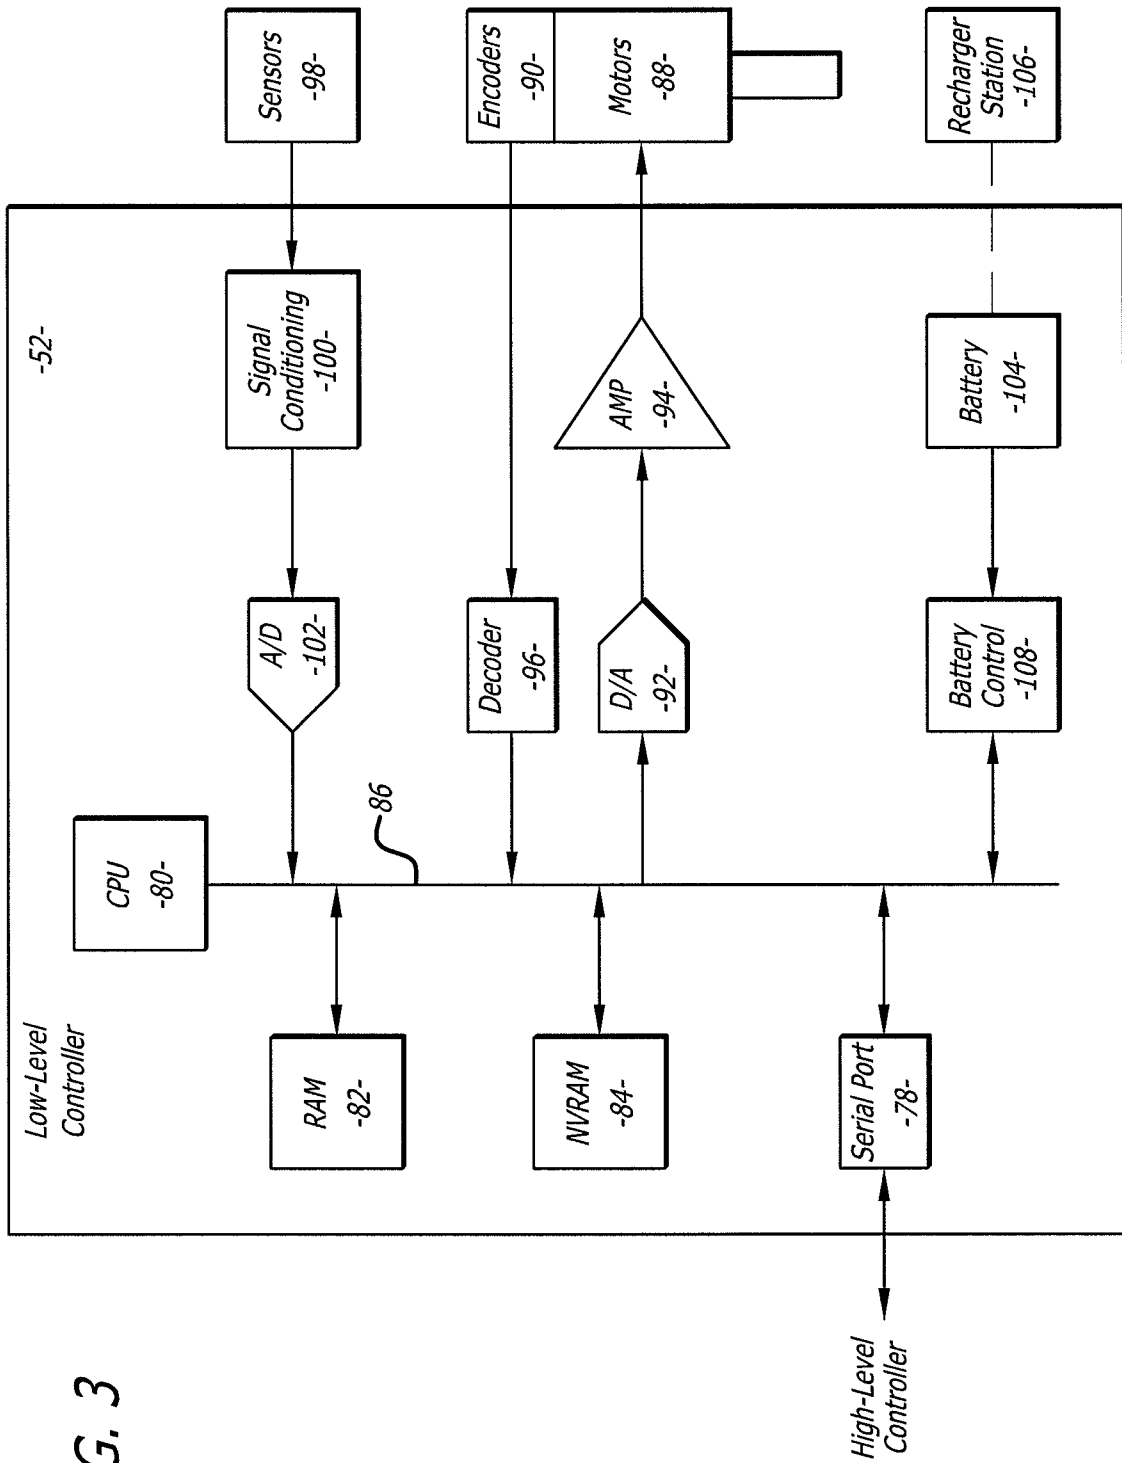 G. 3
Low-Level
Controller
-52-
CPU
-80-
86
RAM
-82-
NVRAM
-84-
Serial Port
-78-
High-Level
Controller
A/D
-102-
Signal
Conditioning
-100-
Sensors
-98-
Decoder
-96-
Encoders
-90-
D/A
-92-
AMP
-94-
Motors
-88-
Battery
Control
-108-
Battery
-104-
Recharger
Station
-106-